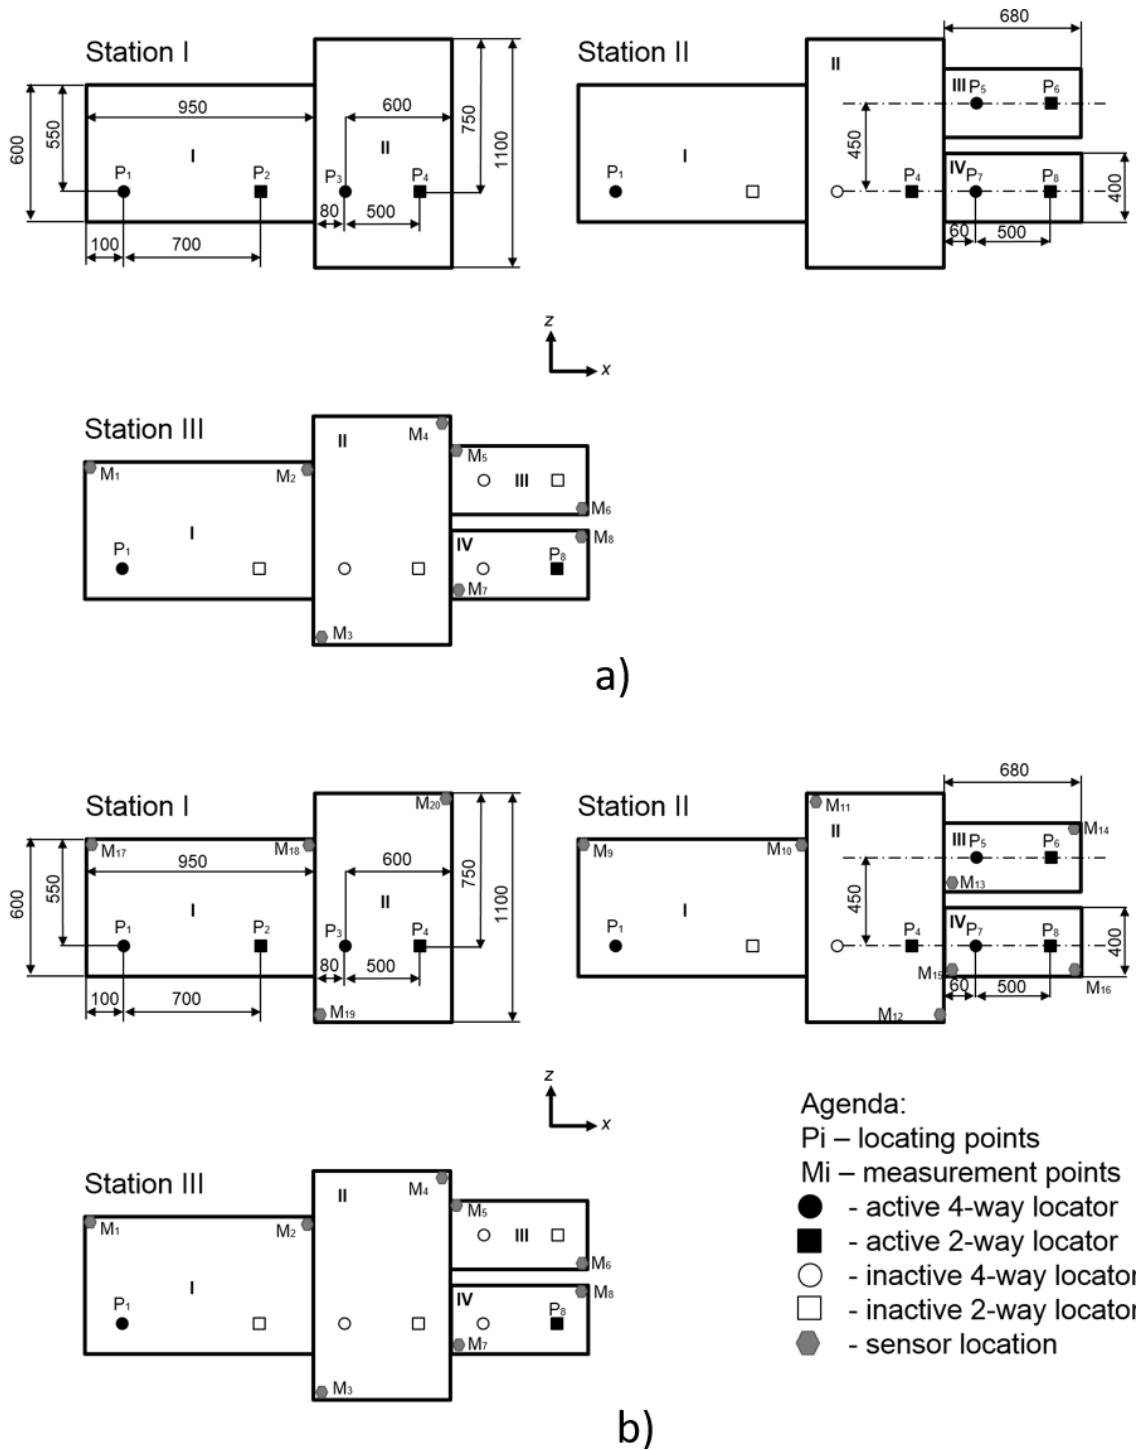 Station I
Station II
680
950
600
550
600
750
1100
I
II
P1
P2
P3
P4
80
500
100
700
II
III
P5
P6
450
I
P1
P4
IV
P7
P8
60
500
400
z
x
Station III
M1
M2
II
M4
M5
III
M6
I
P1
IV
M8
P8
M7
M3
a)
Station I
Station II
680
M17
M18
M20
950
600
550
600
750
1100
I
II
P1
P2
P3
P4
80
500
100
700
M19
M9
M10
M11
II
III
P5
P6
M14
M13
450
I
P1
P4
IV
P7
P8
M15
M16
60
500
400
M12
z
x
Agenda:
Pi – locating points
Mi – measurement points
- active 4-way locator
- active 2-way locator
- inactive 4-way locator
- inactive 2-way locator
- sensor location
Station III
M1
M2
II
M4
M5
III
M6
I
P1
IV
M8
P8
M7
M3
b)